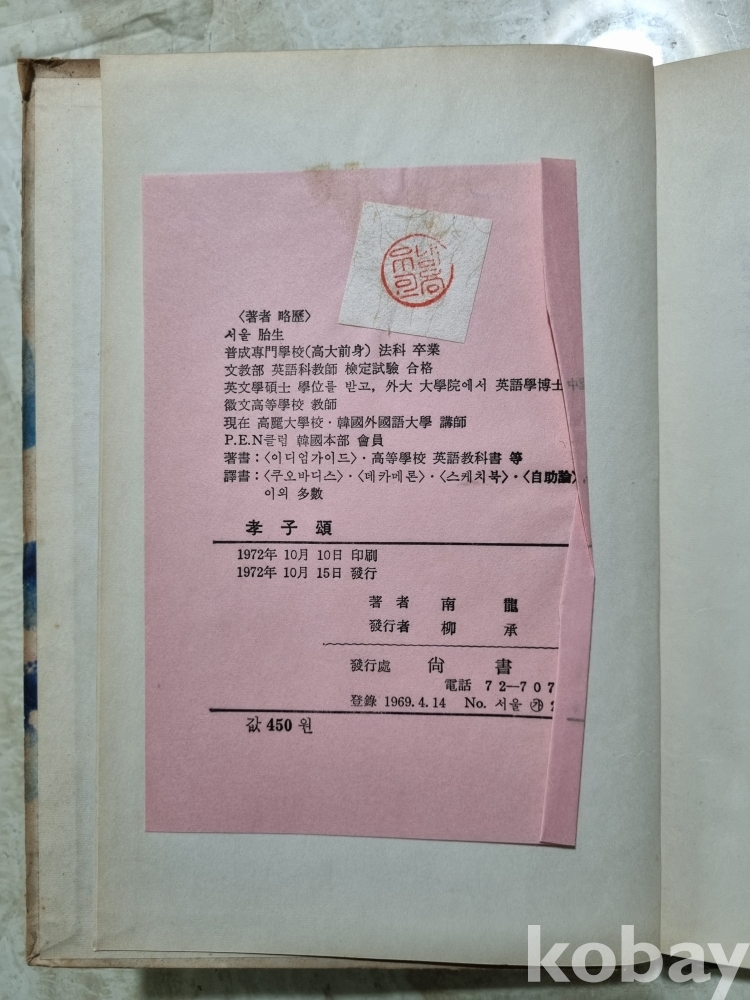 〈著者 略歷〉
서울 胎生
普成専門學校(高大前身) 法科 卒業
文教部 英語科教師 檢定試驗 合格
英文學碩士 學位를 받고, 外大 大學院에서 英語學博士
徽文高等學校 教師
現在 高麗大學校·韓國外國語大學 講師
P.E.N클럽 韓國本部 會員
著書:〈이디엄가이드〉·高等學校 英語教科書 等
譯書:〈쿠오바디스〉·〈데카메론〉·〈스케치북〉·〈自助論〉
이외 多數
孝子頌
1972年 10月 10日 印刷
1972年 10月 15日 發行
著者 南 龍
發行者 柳 承
發行處 尙 書
電話 72—707
登錄 1969.4.14 No. 서울 ㉮ 2
값 450 원
kobay